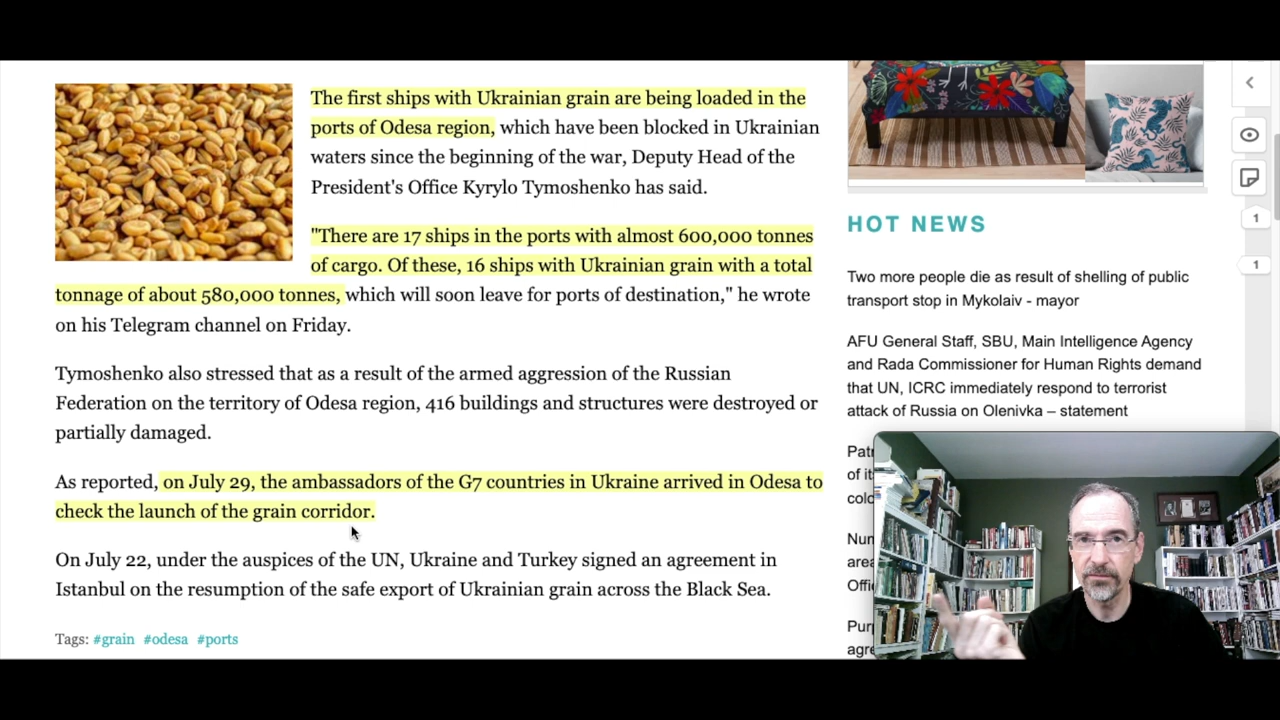 The first ships with Ukrainian grain are being loaded in the
ports of Odesa region, which have been blocked in Ukrainian
waters since the beginning of the war, Deputy Head of the
President's Office Kyrylo Tymoshenko has said.
"There are 17 ships in the ports with almost 600,000 tonnes
of cargo. Of these, 16 ships with Ukrainian grain with a total
tonnage of about 580,000 tonnes, which will soon leave for ports of destination," he wrote
on his Telegram channel on Friday.
Tymoshenko also stressed that as a result of the armed aggression of the Russian
Federation on the territory of Odesa region, 416 buildings and structures were destroyed or
partially damaged.
As reported, on July 29, the ambassadors of the G7 countries in Ukraine arrived in Odesa to
check the launch of the grain corridor.
On July 22, under the auspices of the UN, Ukraine and Turkey signed an agreement in
Istanbul on the resumption of the safe export of Ukrainian grain across the Black Sea.
Tags: #grain #odesa #ports
HOT NEWS
Two more people die as result of shelling of public
transport stop in Mykolaiv - mayor
AFU General Staff, SBU, Main Intelligence Agency
and Rada Commissioner for Human Rights demand
that UN, ICRC immediately respond to terrorist
attack of Russia on Olenivka – statement
of it
area
1
1